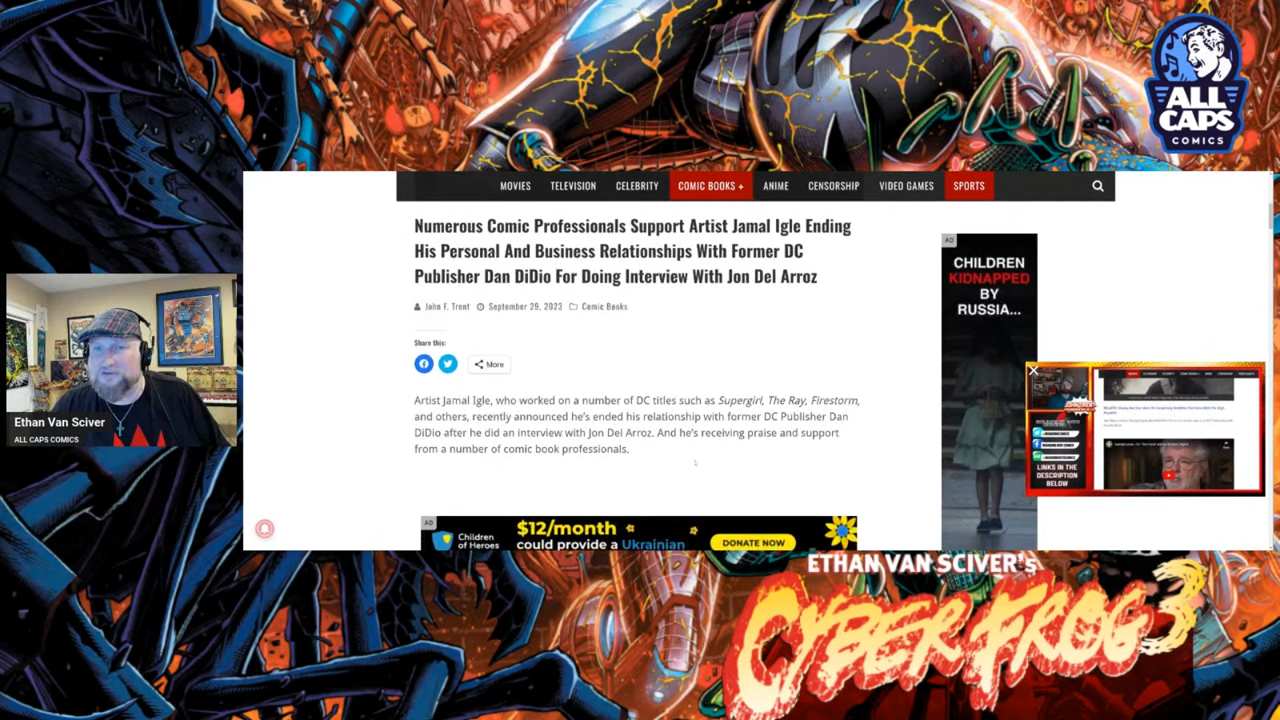 ALL
CAPS
COMICS
MOVIES TELEVISION CELEBRITY COMIC BOOKS + ANIME CENSORSHIP VIDEO GAMES SPORTS
Numerous Comic Professionals Support Artist Jamal Igle Ending
His Personal And Business Relationships With Former DC
Publisher Dan DiDio For Doing Interview With Jon Del Arroz
John F. Trent September 29, 2023 Comic Books
Share this:
More
Artist Jamal Igle, who worked on a number of DC titles such as Supergirl, The Ray, Firestorm,
and others, recently announced he's ended his relationship with former DC Publisher Dan
DiDio after he did an interview with Jon Del Arroz. And he's receiving praise and support
from a number of comic book professionals.
AD
CHILDREN
KIDNAPPED
BY
RUSSIA...
LINKS IN THE
DESCRIPTION
BELOW
AD
Children
of Heroes
$12/month
could provide a Ukrainian
DONATE NOW
Ethan Van Sciver
ALL CAPS COMICS
ETHAN VAN SCIVER's
CYBER FROG 3